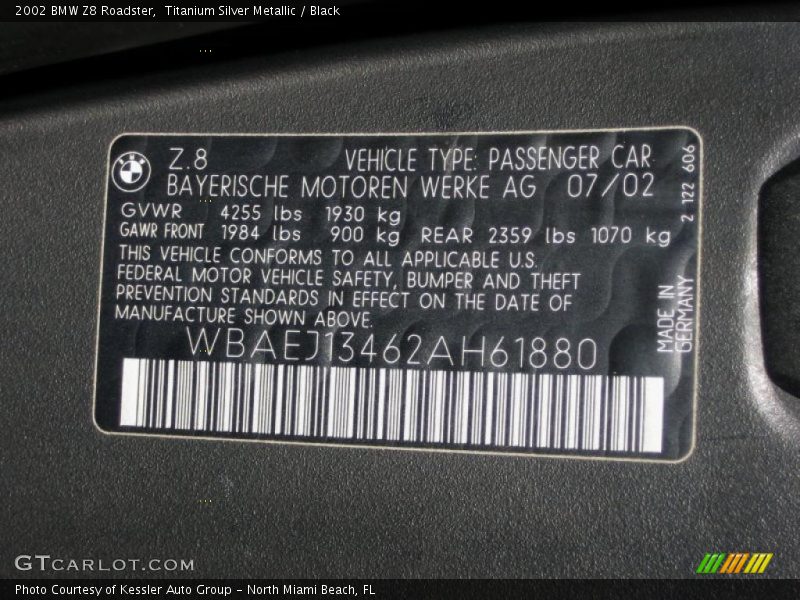 2002 BMW Z8 Roadster,  Titanium Silver Metallic / Black
Z.8 VEHICLE TYPE: PASSENGER CAR
BAYERISCHE MOTOREN WERKE AG 07/02
GVWR 4255 lbs 1930 kg
GAWR FRONT 1984 lbs 900 kg REAR 2359 lbs 1070 kg
THIS VEHICLE CONFORMS TO ALL APPLICABLE U.S.
FEDERAL MOTOR VEHICLE SAFETY, BUMPER AND THEFT
PREVENTION STANDARDS IN EFFECT ON THE DATE OF
MANUFACTURE SHOWN ABOVE.
WBAEJ13462AH61880
2 122 606
MADE IN
GERMANY
GTCARLOT.COM
Photo Courtesy of Kessler Auto Group - North Miami Beach, FL